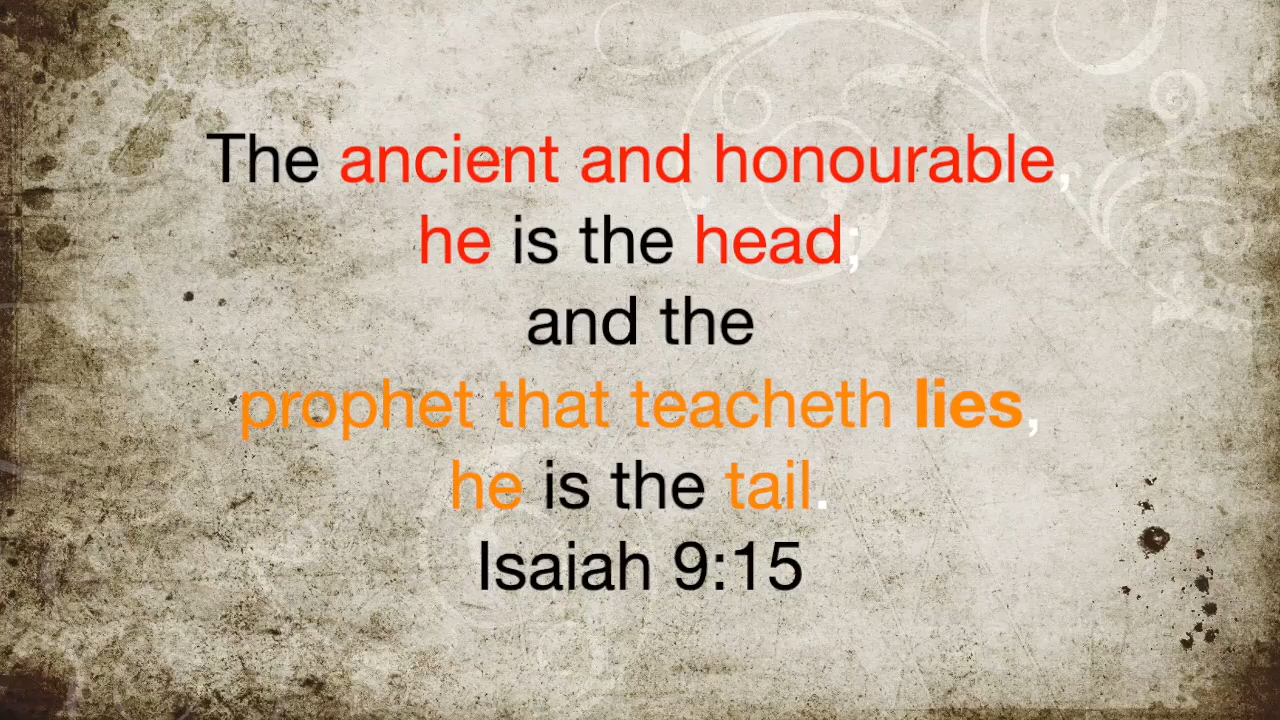 The ancient and honourable,
he is the head;
and the
prophet that teacheth lies,
he is the tail.
Isaiah 9:15